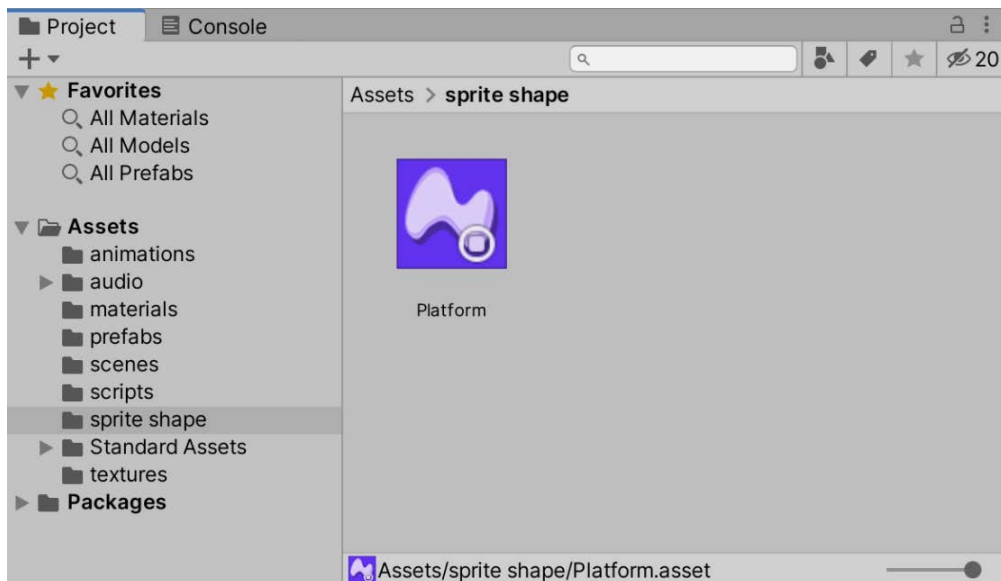 Project
Console
20
Favorites
All Materials
All Models
All Prefabs
Assets
animations
audio
materials
prefabs
scenes
scripts
sprite shape
Standard Assets
textures
Packages
Assets > sprite shape
Platform
Assets/sprite shape/Platform.asset